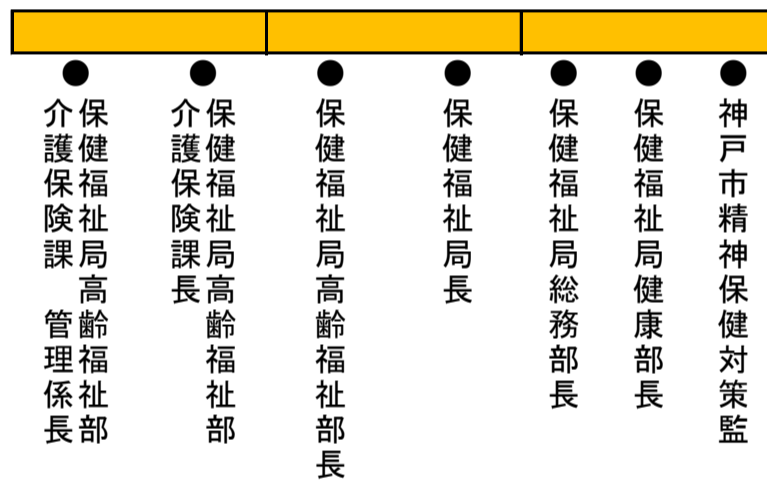 神戸市精神保健対策監
保健福祉局健康部長
保健福祉局総務部長
保健福祉局長
保健福祉局高齢福祉部長
保健福祉局高齢福祉部
介護保険課長
保健福祉局高齢福祉部
介護保険課　管理係長